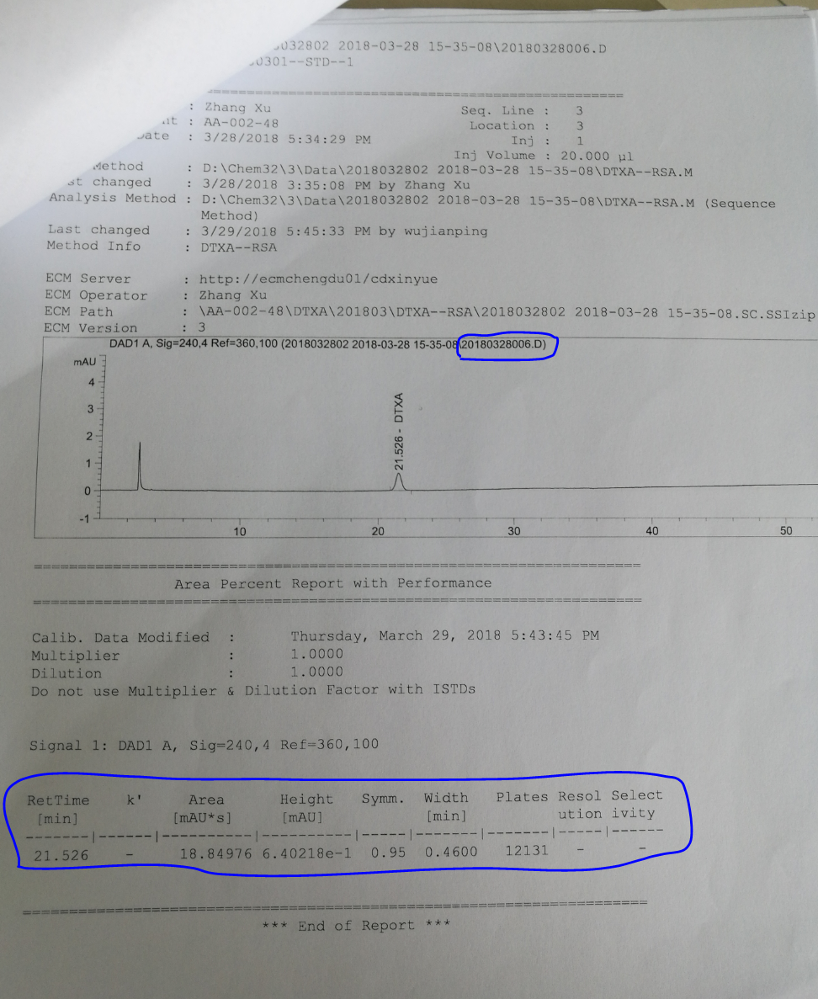 032802 2018-03-28 15-35-08\20180328006.D
0301--STD--1
==========================================================
: Zhang Xu Seq. Line : 3
: AA-002-48 Location : 3
: 3/28/2018 5:34:29 PM Inj : 1
Inj Volume : 20.000 µl
Method : D:\Chem32\3\Data\2018032802 2018-03-28 15-35-08\DTXA--RSA.M
changed : 3/28/2018 3:35:08 PM by Zhang Xu
Analysis Method : D:\Chem32\3\Data\2018032802 2018-03-28 15-35-08\DTXA--RSA.M (Sequence
Method)
Last changed : 3/29/2018 5:45:33 PM by wujianping
Method Info : DTXA--RSA
ECM Server : http://ecmchengdu01/cdxinyue
ECM Operator : Zhang Xu
ECM Path : \AA-002-48\DTXA\201803\DTXA--RSA\2018032802 2018-03-28 15-35-08.SC.SSIzip
ECM Version : 3
DAD1 A, Sig=240,4 Ref=360,100 (2018032802 2018-03-28 15-35-08\20180328006.D)
mAU
4
3
2
1
0
-1
21.526 - DTXA
10 20 30 40 50
Area Percent Report with Performance
Calib. Data Modified : Thursday, March 29, 2018 5:43:45 PM
Multiplier : 1.0000
Dilution : 1.0000
Do not use Multiplier & Dilution Factor with ISTDs
Signal 1: DAD1 A, Sig=240,4 Ref=360,100
RetTime k' Area Height Symm. Width Plates Resol Select
[min] [mAU*s] [mAU] [min] ution ivity
-------|------|----------|----------|-----|-------|-------|-----|------
21.526 - 18.84976 6.40218e-1 0.95 0.4600 12131 - -
*** End of Report ***